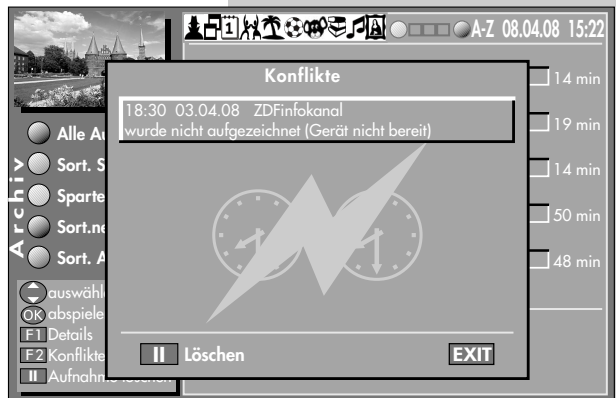 A-Z 08.04.08 15:22
Konflikte
18:30 03.04.08 ZDFinfokanal
wurde nicht aufgezeichnet (Gerät nicht bereit)
14 min
19 min
14 min
50 min
48 min
Archiv
Alle
Sort. S
Sparte
Sort.ne
Sort. A
auswähl
OK abspiele
F1 Details
F2 Konflikte
Aufnahme löschen
Löschen
EXIT